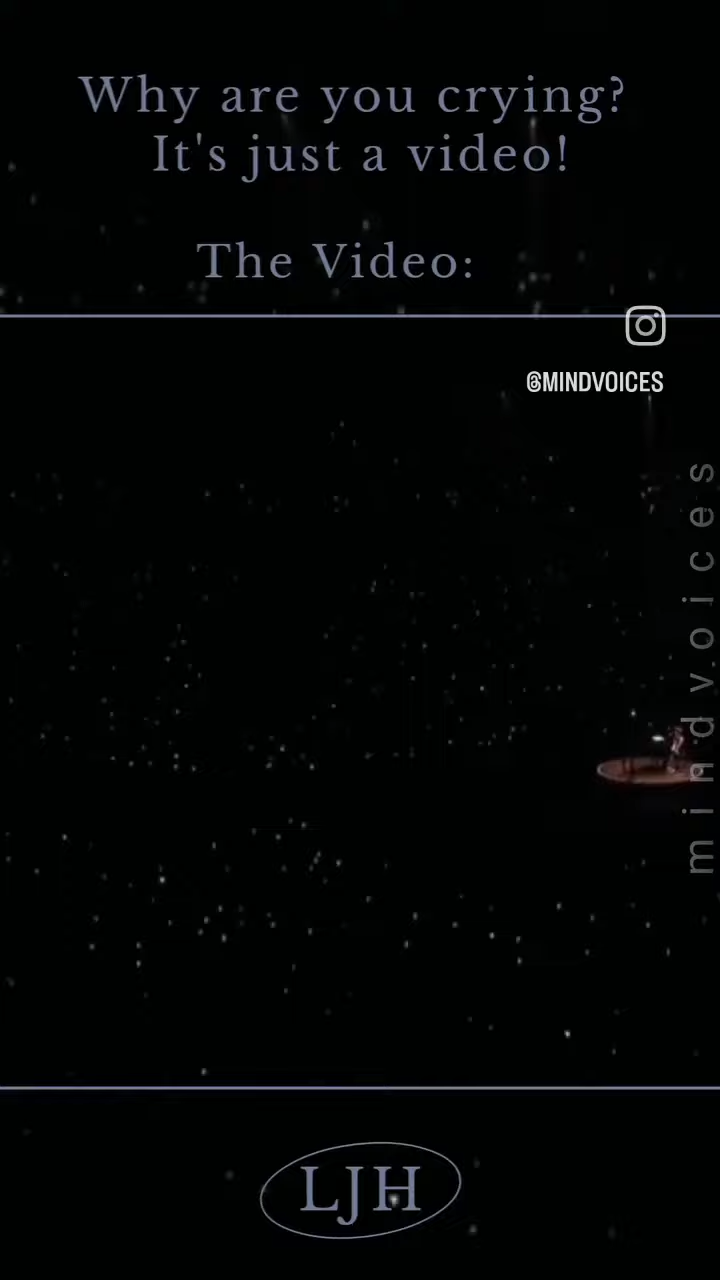 Why are you crying?
It's just a video!
The Video:
@MINDVOICES
mindvoices
LJH